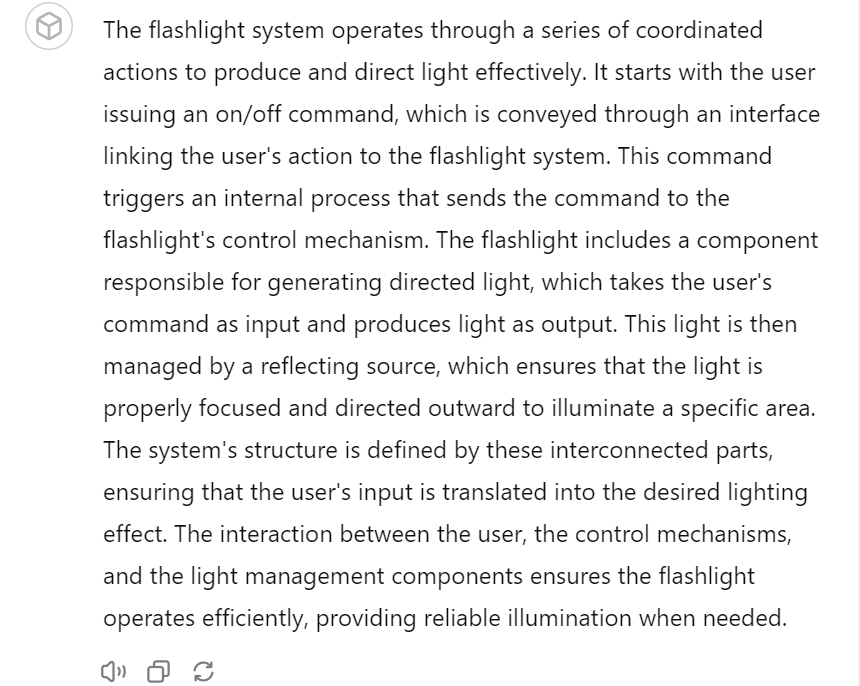 The flashlight system operates through a series of coordinated
actions to produce and direct light effectively. It starts with the user
issuing an on/off command, which is conveyed through an interface
linking the user's action to the flashlight system. This command
triggers an internal process that sends the command to the
flashlight's control mechanism. The flashlight includes a component
responsible for generating directed light, which takes the user's
command as input and produces light as output. This light is then
managed by a reflecting source, which ensures that the light is
properly focused and directed outward to illuminate a specific area.
The system's structure is defined by these interconnected parts,
ensuring that the user's input is translated into the desired lighting
effect. The interaction between the user, the control mechanisms,
and the light management components ensures the flashlight
operates efficiently, providing reliable illumination when needed.